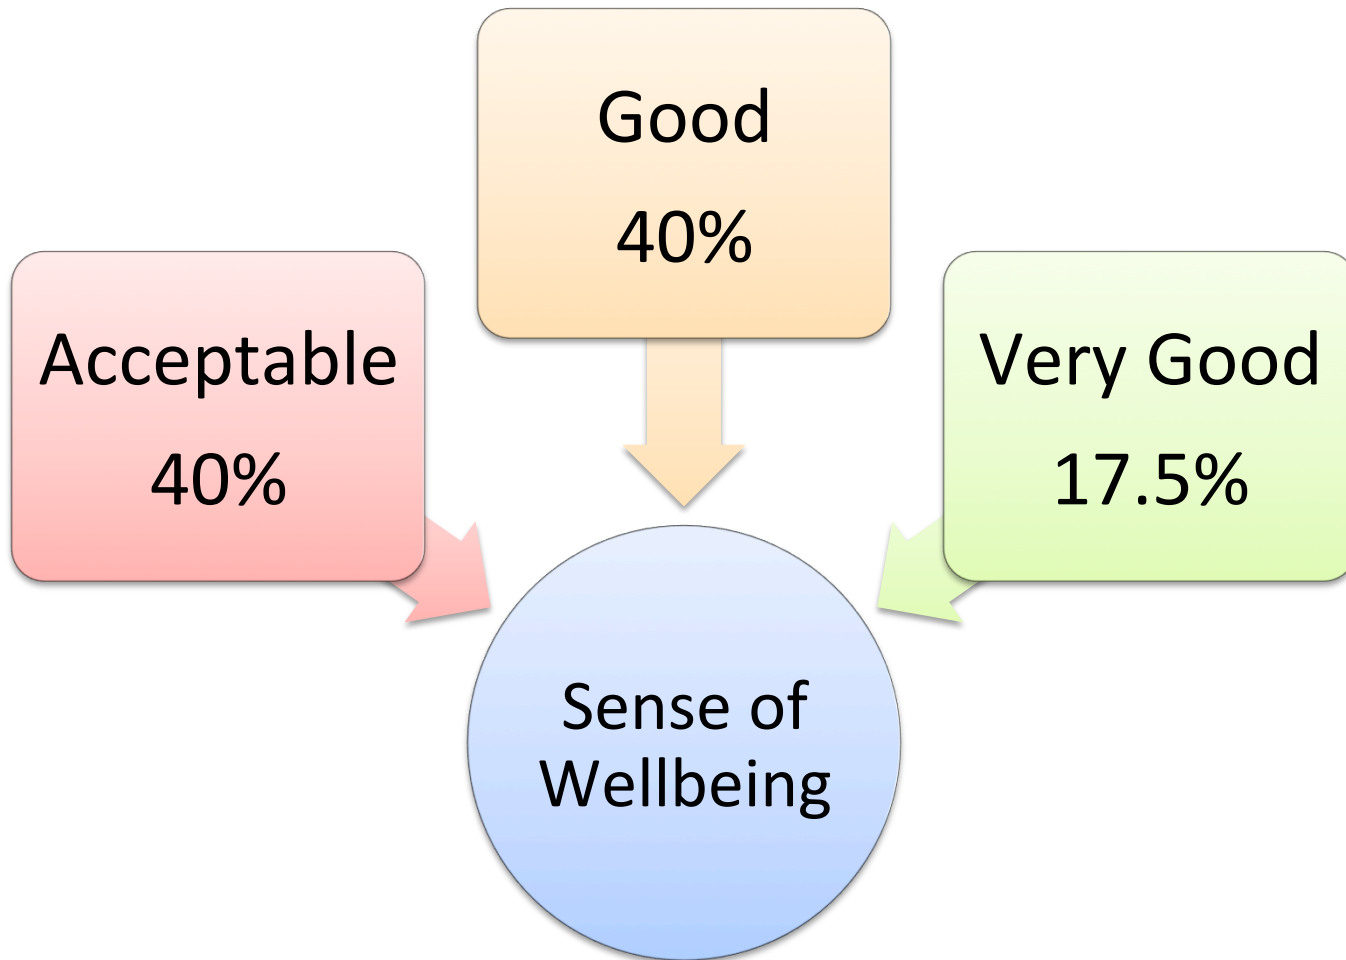 Good
40%
Acceptable
40%
Very Good
17.5%
Sense of
Wellbeing